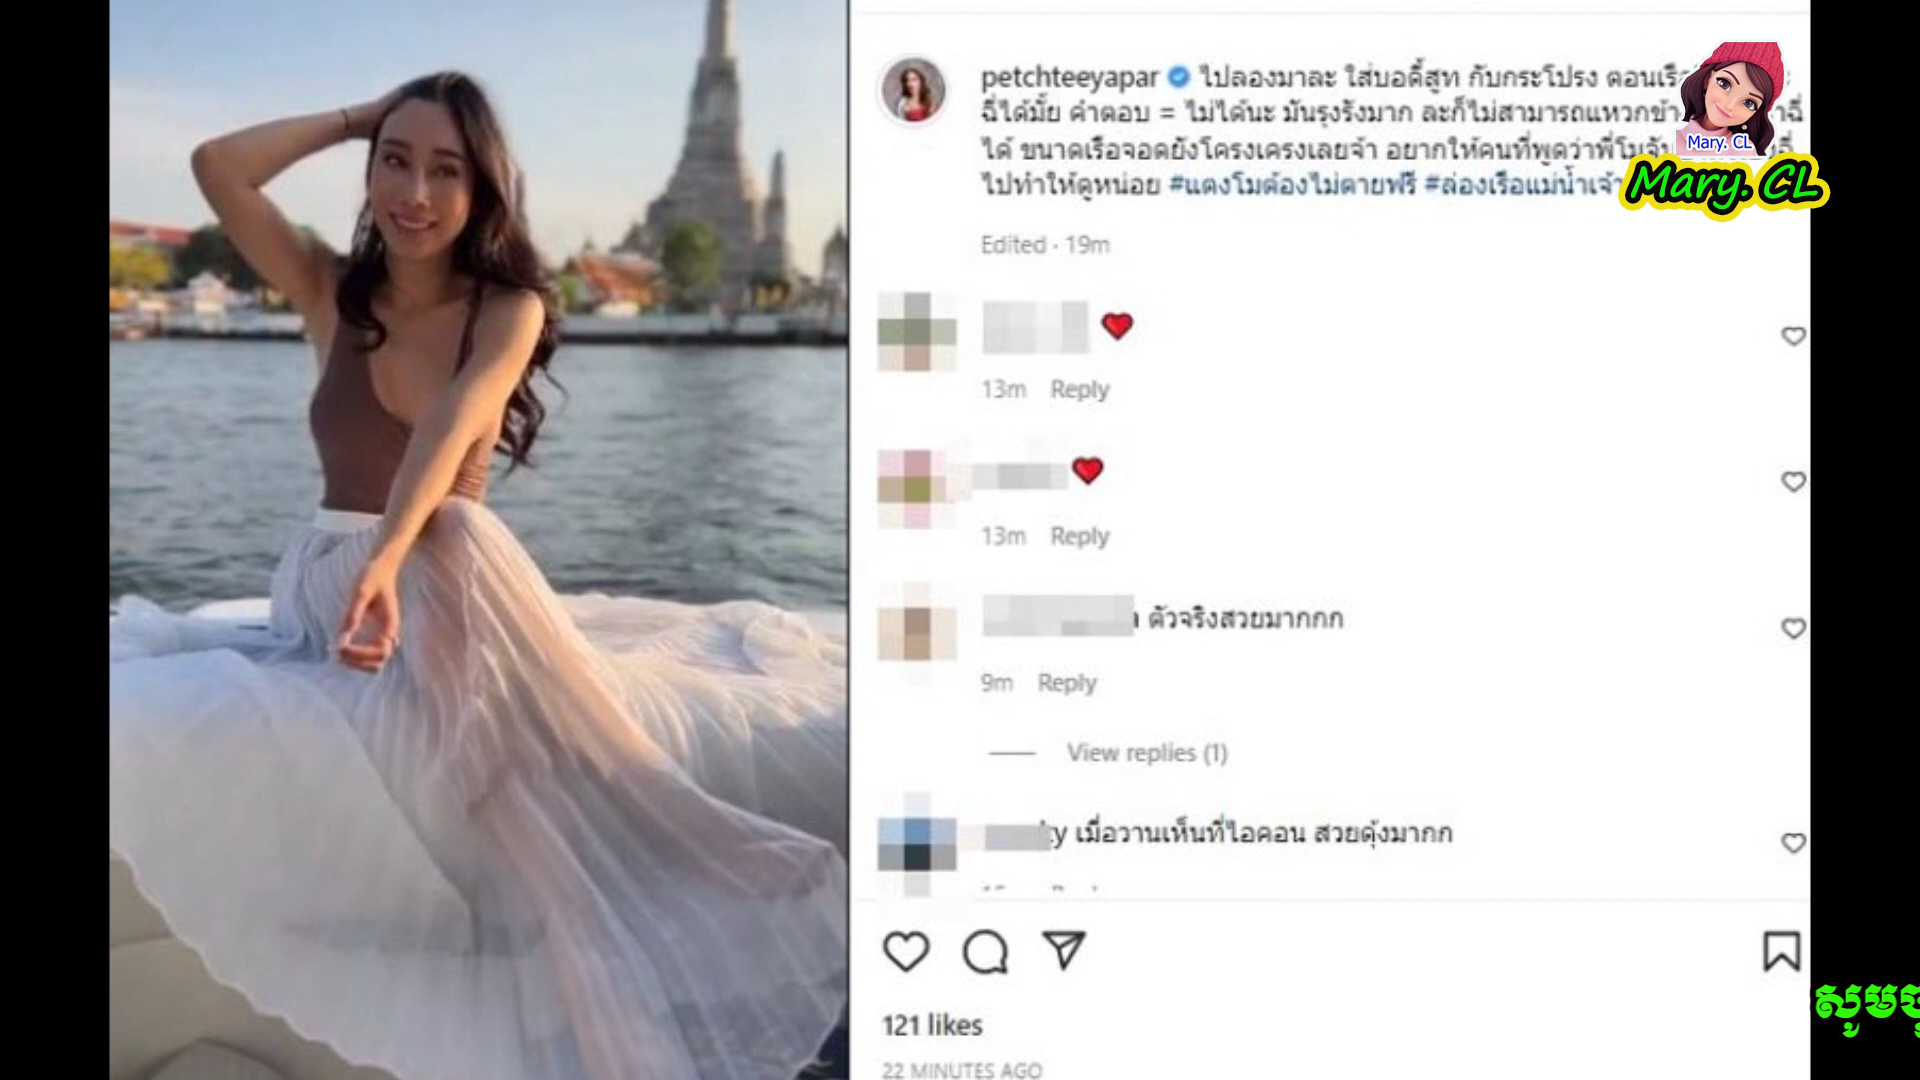 petchteeyapar ไปลองมาละ ใส่บอดี้สูท กับกระโปรง ตอนเรือ
ฉี่ได้มั้ย คำตอบ = ไม่ได้นะ มันรุงรังมาก ละก็ไม่สามารถแหวกข้า ฉี่
ได้ ขนาดเรือจอดยังโครงเครงเลยจ้า อยากให้คนที่พูดว่าพี่โมจับ
ไปทำให้ดูหน่อย #แตงโมต้องไม่ตายฟรี #ล่องเรือแม่น้ำเจ้า
Mary. CL
Mary. CL
Edited · 19m
13m Reply
13m Reply
ตัวจริงสวยมากกก
9m Reply
View replies (1)
ty เมื่อวานเห็นที่ไอคอน สวยดุ้งมากก
121 likes
22 MINUTES AGO
សូមចូ